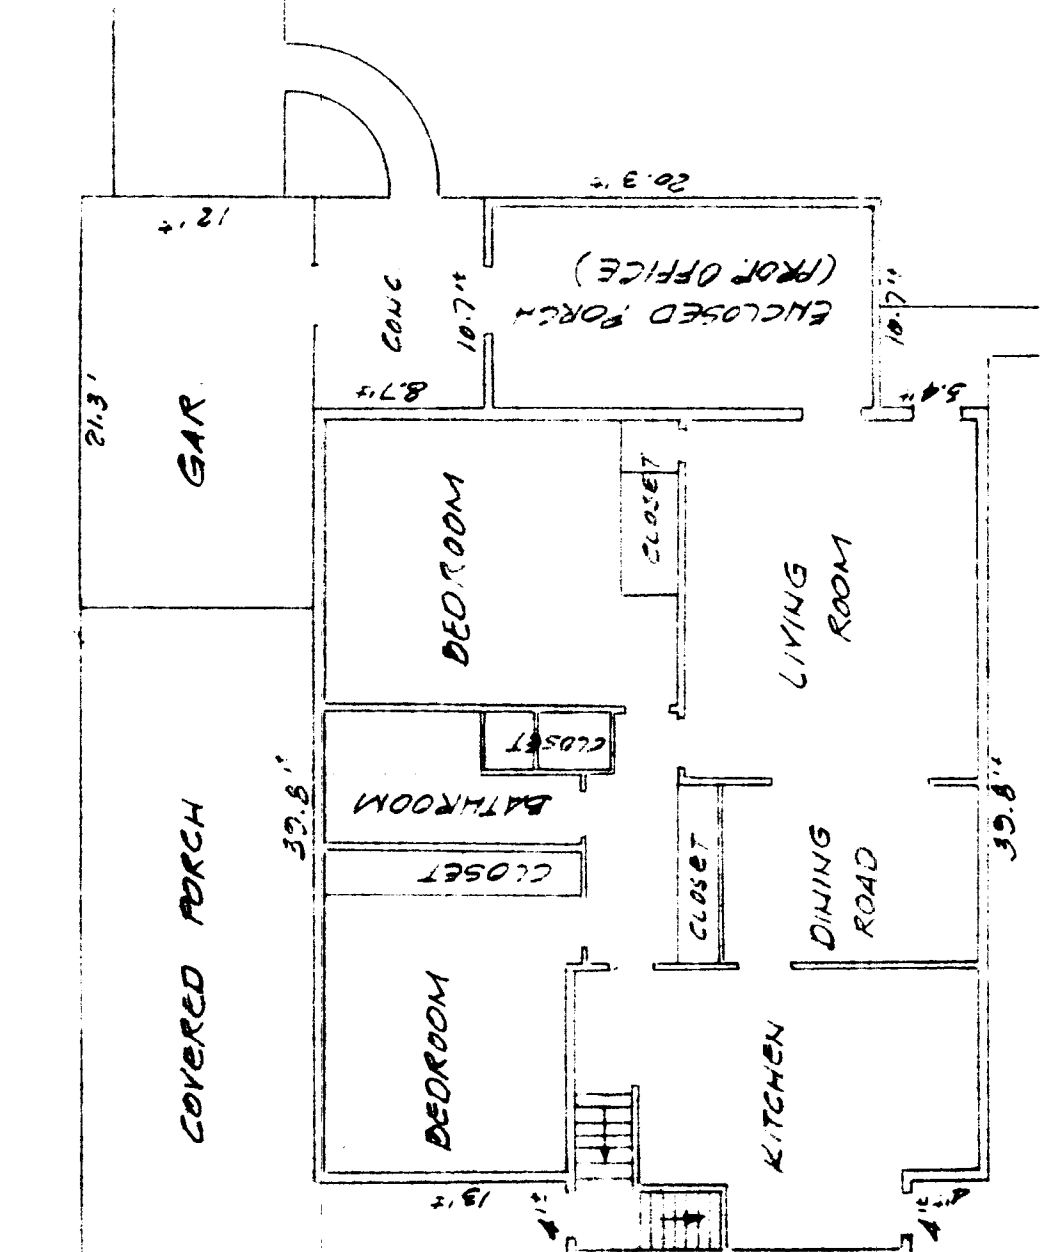 20.3'±
12'±
(PROP. OFFICE)
ENCLOSED PORCH
CONC
10.7'±
10.7'±
8.7'±
5.4'±
21.3'
GAR.
BEDROOM
CLOSET
LIVING
ROOM
CLOSET
BATHROOM
39.8'±
39.8'±
CLOSET
CLOSET
DINING
ROAD
COVERED PORCH
BEDROOM
KITCHEN
13'±
4'±
4'±
4'±